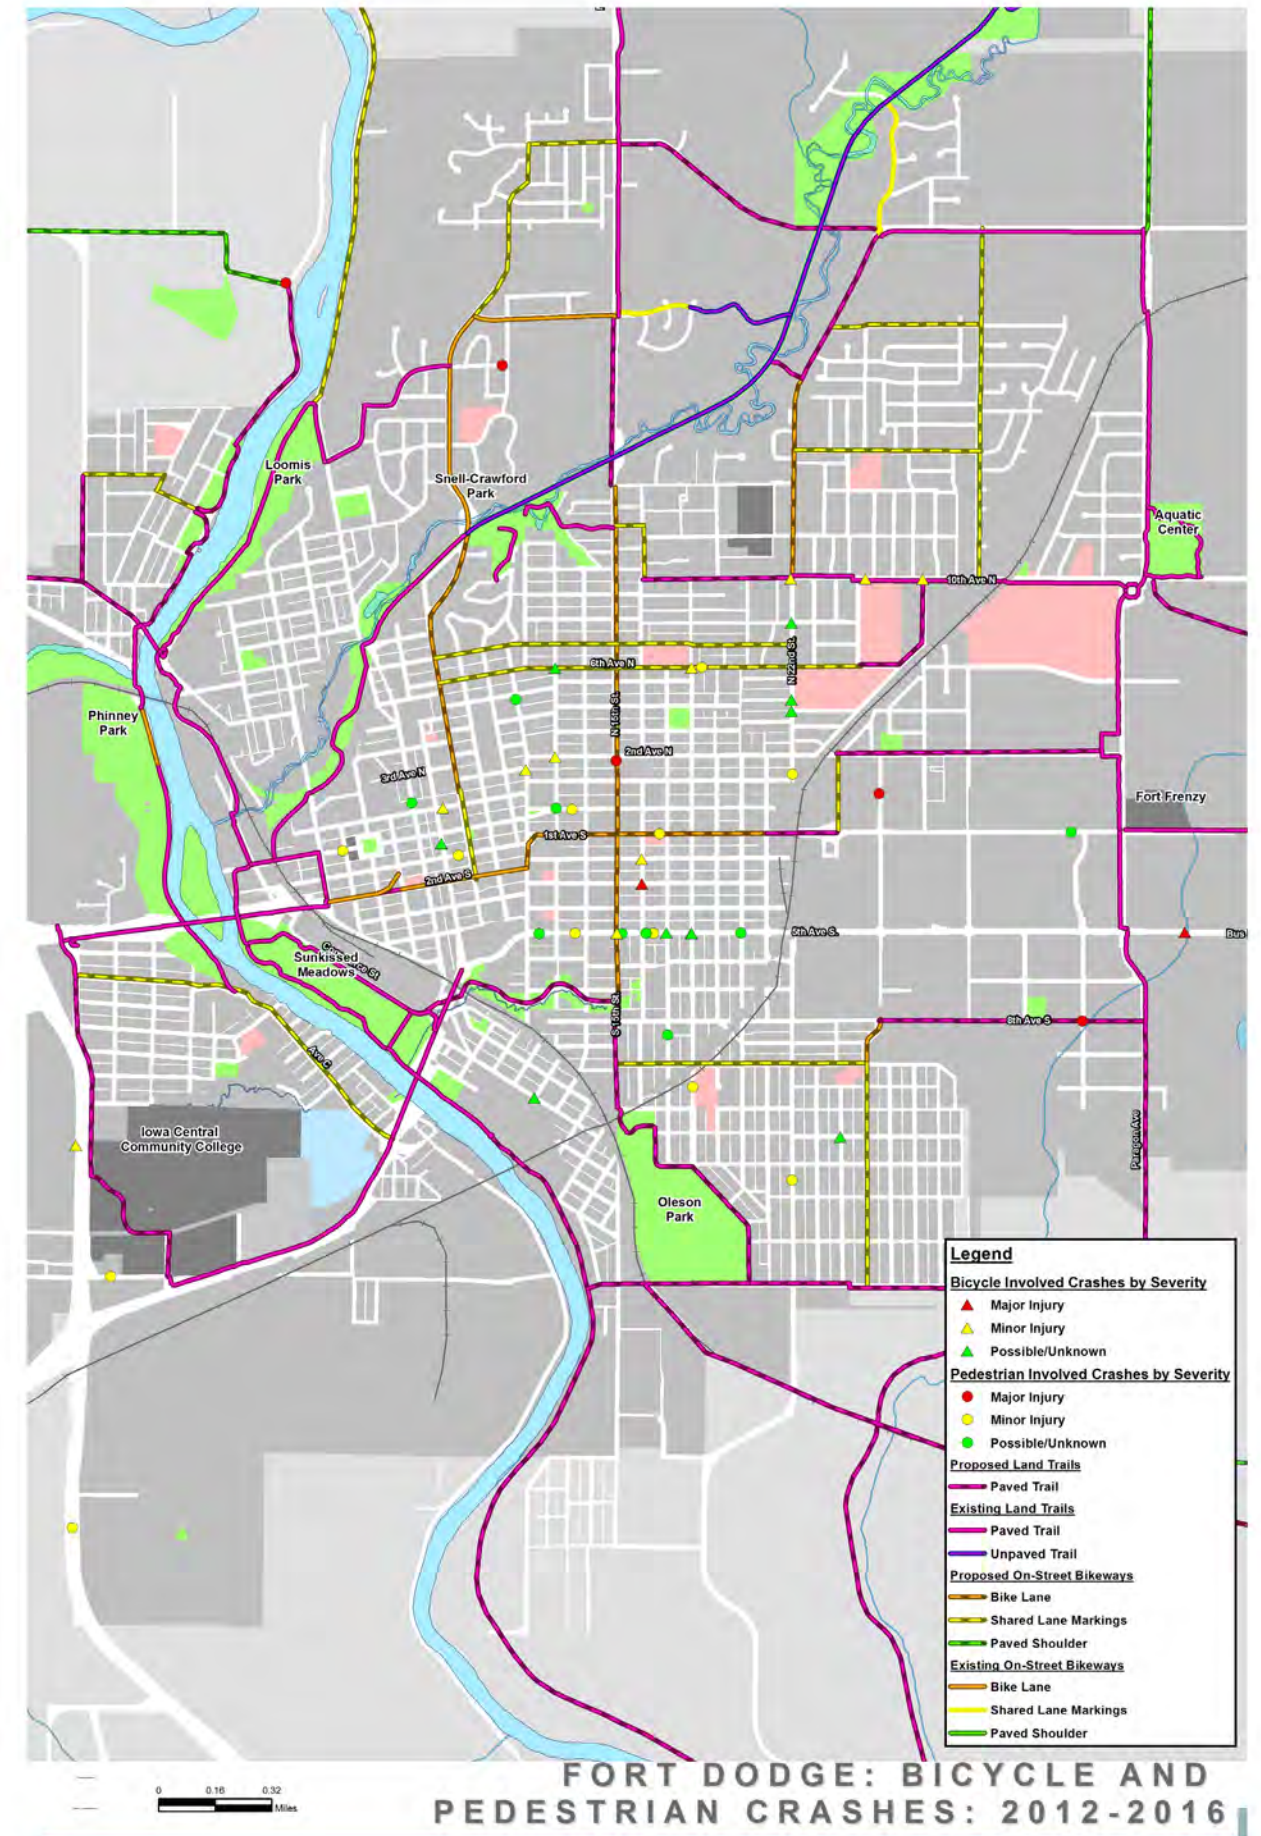 Loomis
Park
Snell-Crawford
Park
Aquatic
Center
10th Ave N
N 22nd St.
6th Ave N
N 15th St.
Phinney
Park
2nd Ave N
3rd Ave N
Fort Frenzy
1st Ave S
2nd Ave S
5th Ave S.
Bus
Sunkissed
Meadows
S 15th St.
8th Ave S
Ave C
Iowa Central
Community College
Paragon Ave
Oleson
Park
Legend
Bicycle Involved Crashes by Severity
Major Injury
Minor Injury
Possible/Unknown
Pedestrian Involved Crashes by Severity
Major Injury
Minor Injury
Possible/Unknown
Proposed Land Trails
Paved Trail
Existing Land Trails
Paved Trail
Unpaved Trail
Proposed On-Street Bikeways
Bike Lane
Shared Lane Markings
Paved Shoulder
Existing On-Street Bikeways
Bike Lane
Shared Lane Markings
Paved Shoulder
0 0.16 0.32
Miles
FORT DODGE: BICYCLE AND
PEDESTRIAN CRASHES: 2012-2016